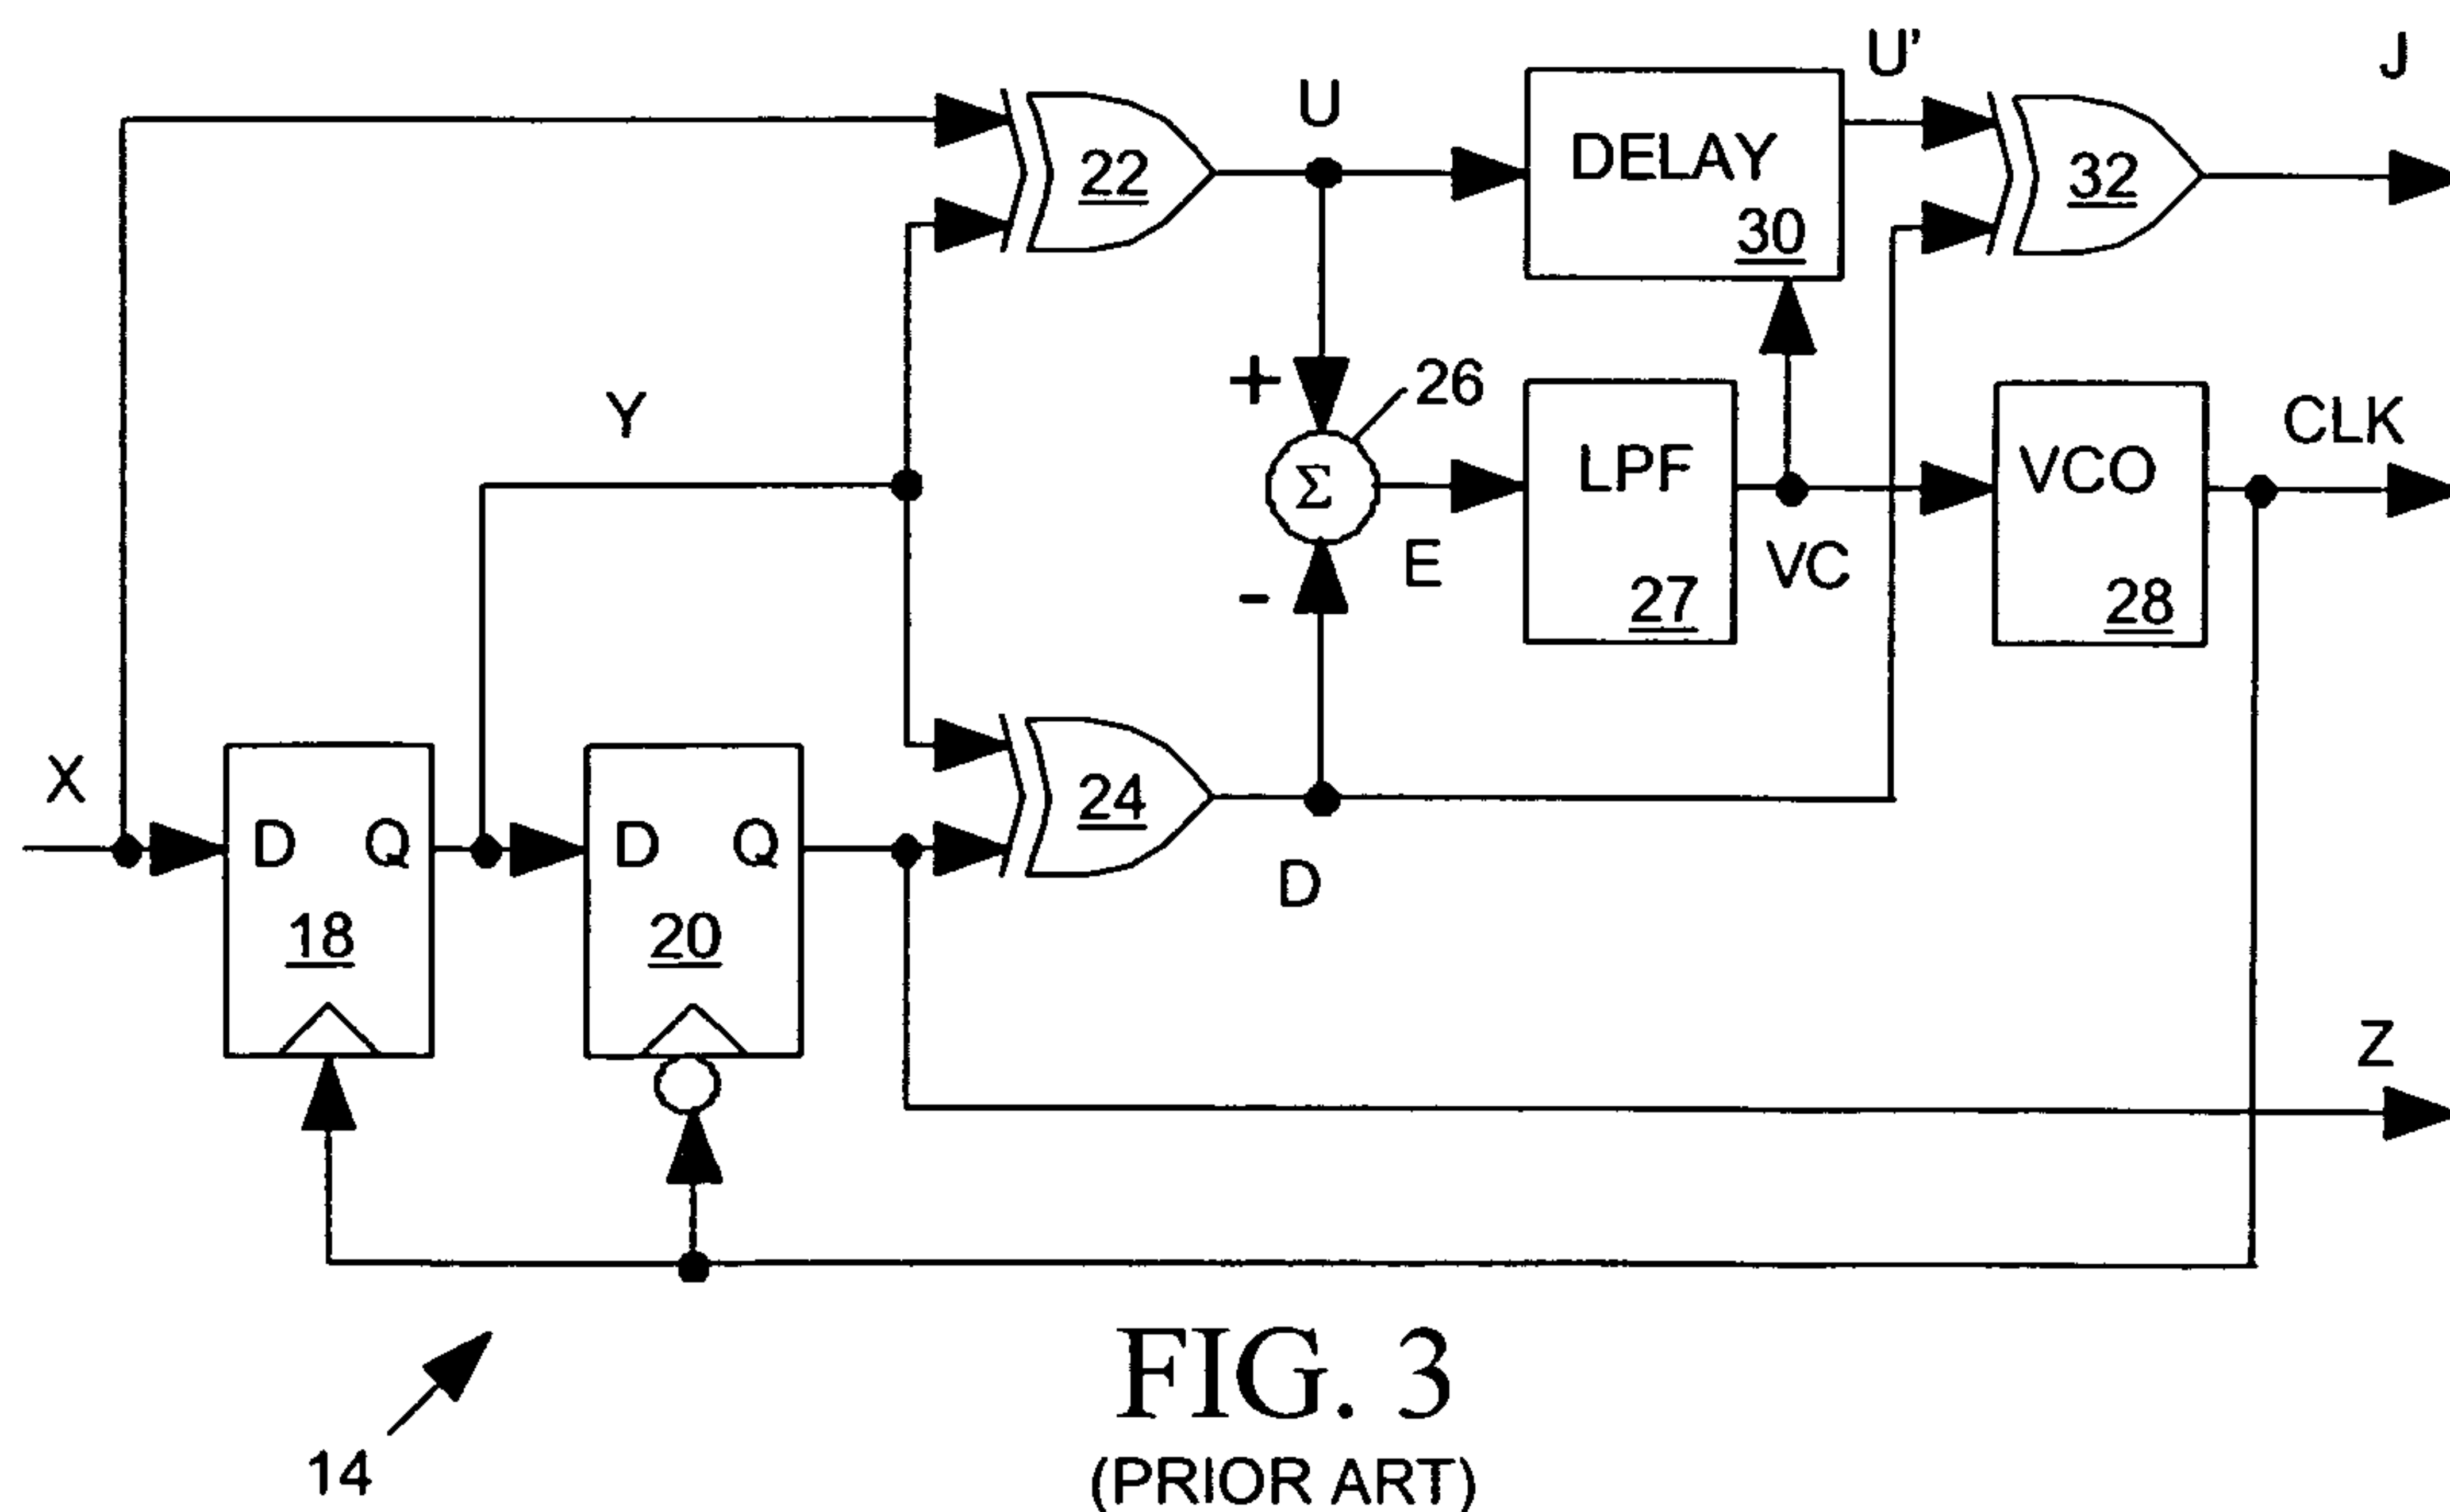 U'
J
U
DELAY
22
32
30
+
26
Y
CLK
Σ
LPF
VCO
E
VC
-
27
28
X
24
D Q
D Q
D
18
20
Z
FIG. 3
14
(PRIOR ART)